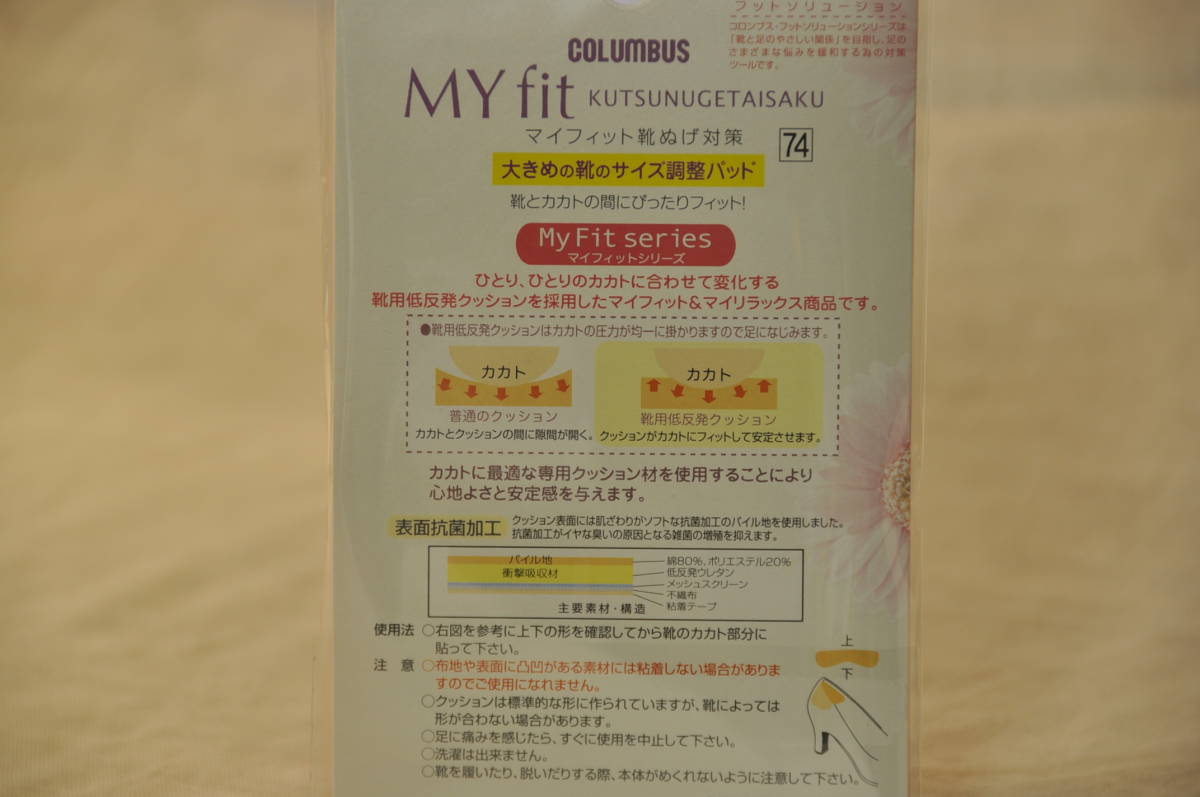 フットソリューション
コロンブス・フットソリューションシリーズは
「靴と足のやさしい関係」を目指し、足の
さまざまな悩みを緩和する為の対策
ツールです。
COLUMBUS
MY fit KUTSUNUGETAISAKU
マイフィット靴ぬげ対策 74
大きめの靴のサイズ調整パッド
靴とカカトの間にぴったりフィット!
My Fit series
マイフィットシリーズ
ひとり、ひとりのカカトに合わせて変化する
靴用低反発クッションを採用したマイフィット&マイリラックス商品です。
●靴用低反発クッションはカカトの圧力が均一に掛かりますので足になじみます。
カカト カカト
普通のクッション 靴用低反発クッション
カカトとクッションの間に隙間が開く。 クッションがカカトにフィットして安定させます。
カカトに最適な専用クッション材を使用することにより
心地よさと安定感を与えます。
表面抗菌加工
クッション表面には肌ざわりがソフトな抗菌加工のパイル地を使用しました。
抗菌加工がイヤな臭いの原因となる雑菌の増殖を抑えます。
パイル地 綿80%、ポリエステル20%
衝撃吸収材 低反発ウレタン
メッシュスクリーン
不織布
主要素材・構造 粘着テープ
使用法 ○右図を参考に上下の形を確認してから靴のカカト部分に
貼って下さい。
上
下
注 意 ○布地や表面に凸凹がある素材には粘着しない場合がありま
すのでご使用になれません。
○クッションは標準的な形に作られていますが、靴によっては
形が合わない場合があります。
○足に痛みを感じたら、すぐに使用を中止して下さい。
○洗濯は出来ません。
○靴を履いたり、脱いだりする際、本体がめくれないように注意して下さい。